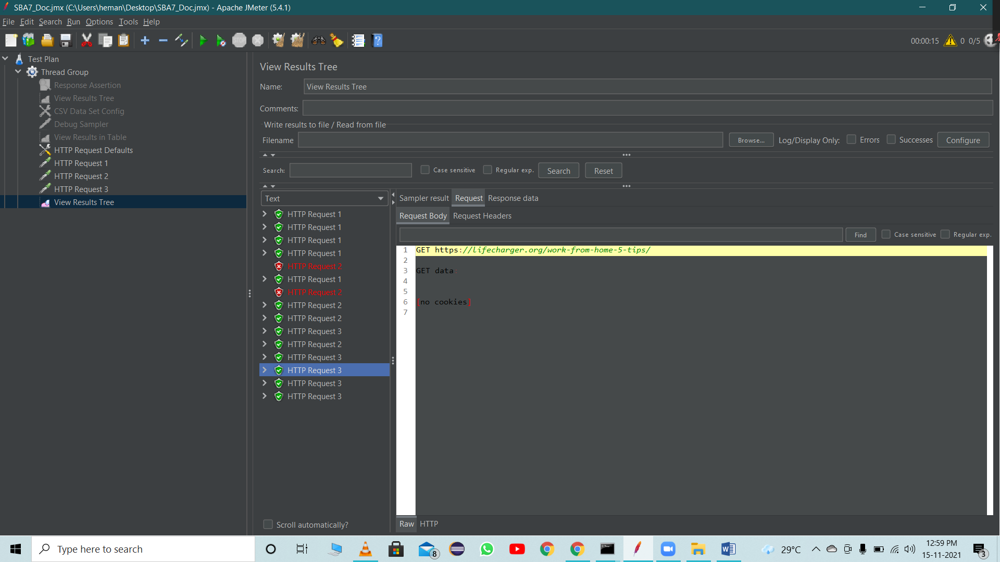 SBA7_Doc.jmx (C:\Users\heman\Desktop\SBA7_Doc.jmx) - Apache JMeter (5.4.1)
File Edit Search Run Options Tools Help
STOP
00:00:15 0 0/5
Test Plan
Thread Group
Response Assertion
View Results Tree
CSV Data Set Config
Debug Sampler
View Results in Table
HTTP Request Defaults
HTTP Request 1
HTTP Request 2
HTTP Request 3
View Results Tree
View Results Tree
Name: View Results Tree
Comments:
Write results to file / Read from file
Filename Browse... Log/Display Only: Errors Successes Configure
Search: Case sensitive Regular exp. Search Reset
Text
HTTP Request 1
HTTP Request 1
HTTP Request 1
HTTP Request 1
HTTP Request 2
HTTP Request 1
HTTP Request 2
HTTP Request 2
HTTP Request 2
HTTP Request 3
HTTP Request 2
HTTP Request 3
HTTP Request 3
HTTP Request 3
HTTP Request 3
Scroll automatically?
Sampler result Request Response data
Request Body Request Headers
Find Case sensitive Regular exp.
1 GET https://lifecharger.org/work-from-home-5-tips/
2
3 GET data:
4
5
6 [no cookies]
7
Raw HTTP
Type here to search
8
29°C
12:59 PM
15-11-2021
3